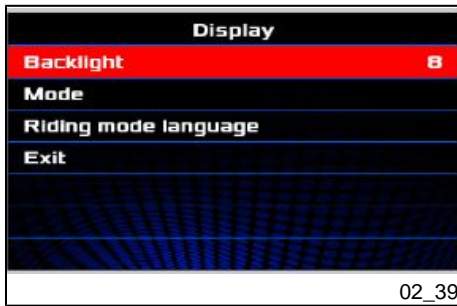 Display
Backlight 8
Mode
Riding mode language
Exit
02_39